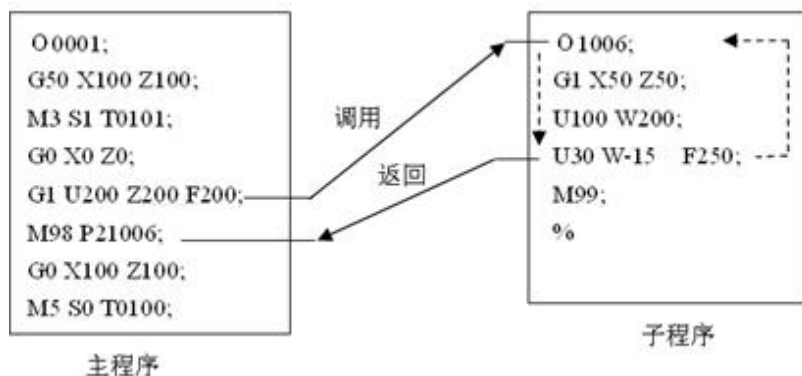 O0001;
G50 X100 Z100;
M3 S1 T0101;
G0 X0 Z0;
G1 U200 Z200 F200;
M98 P21006;
G0 X100 Z100;
M5 S0 T0100;
主程序
调用
返回
O1006;
G1 X50 Z50;
U100 W200;
U30 W-15 F250;
M99;
%
子程序